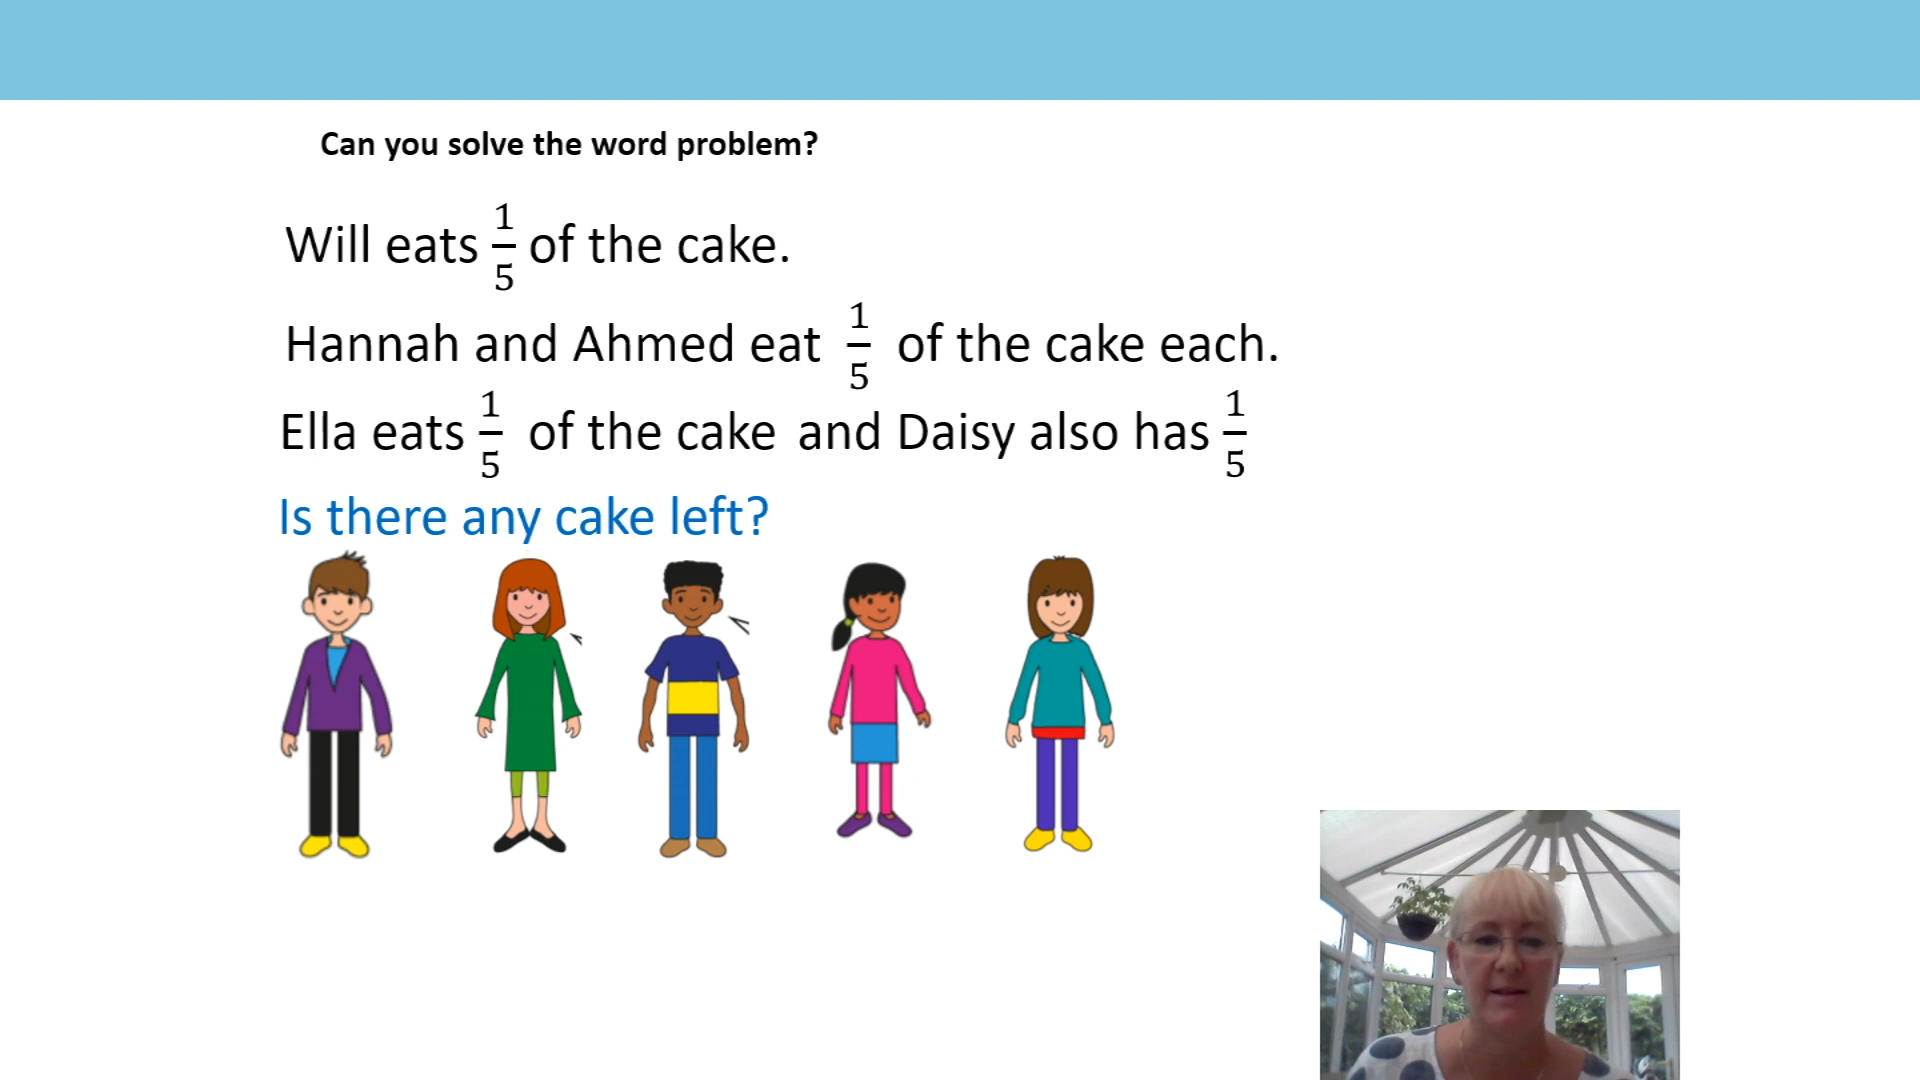 Can you solve the word problem?
Will eats 1/5 of the cake.
Hannah and Ahmed eat 1/5 of the cake each.
Ella eats 1/5 of the cake and Daisy also has 1/5
Is there any cake left?